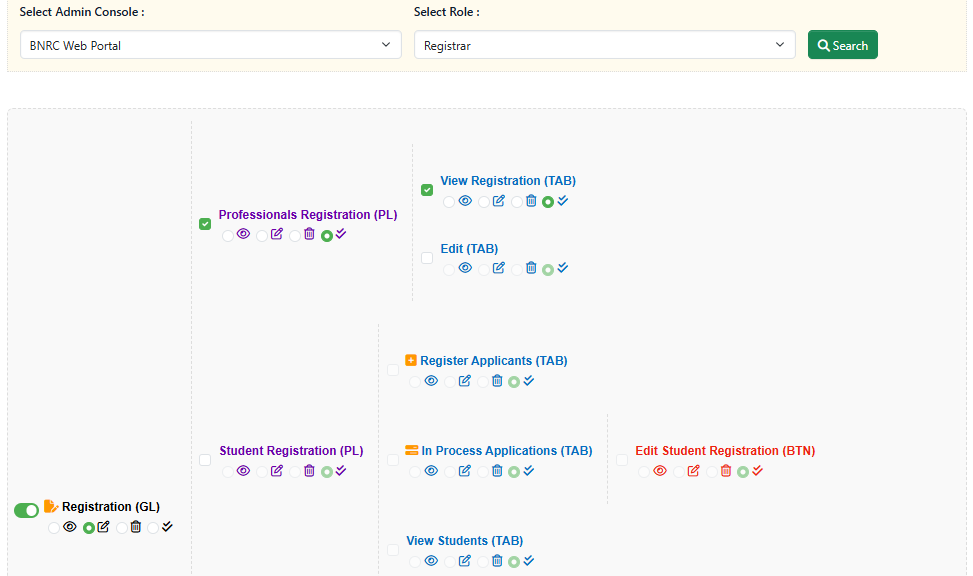 Select Admin Console :
Select Role :
BNRC Web Portal
Registrar
Search
View Registration (TAB)
Professionals Registration (PL)
Edit (TAB)
Register Applicants (TAB)
Student Registration (PL)
In Process Applications (TAB)
Edit Student Registration (BTN)
Registration (GL)
View Students (TAB)